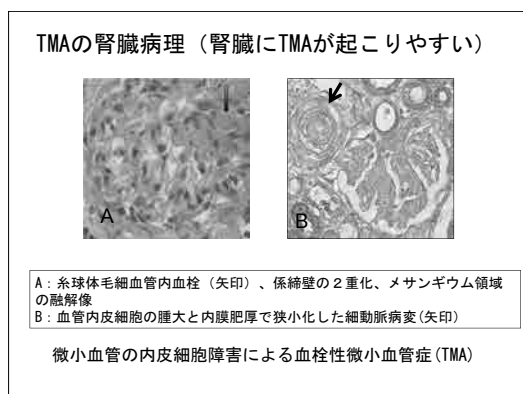 TMAの腎臓病理（腎臓にTMAが起こりやすい）
A
B
A：糸球体毛細血管内血栓（矢印）、係締壁の２重化、メサンギウム領域
の融解像
B：血管内皮細胞の腫大と内膜肥厚で狭小化した細動脈病変(矢印)
微小血管の内皮細胞障害による血栓性微小血管症(TMA)